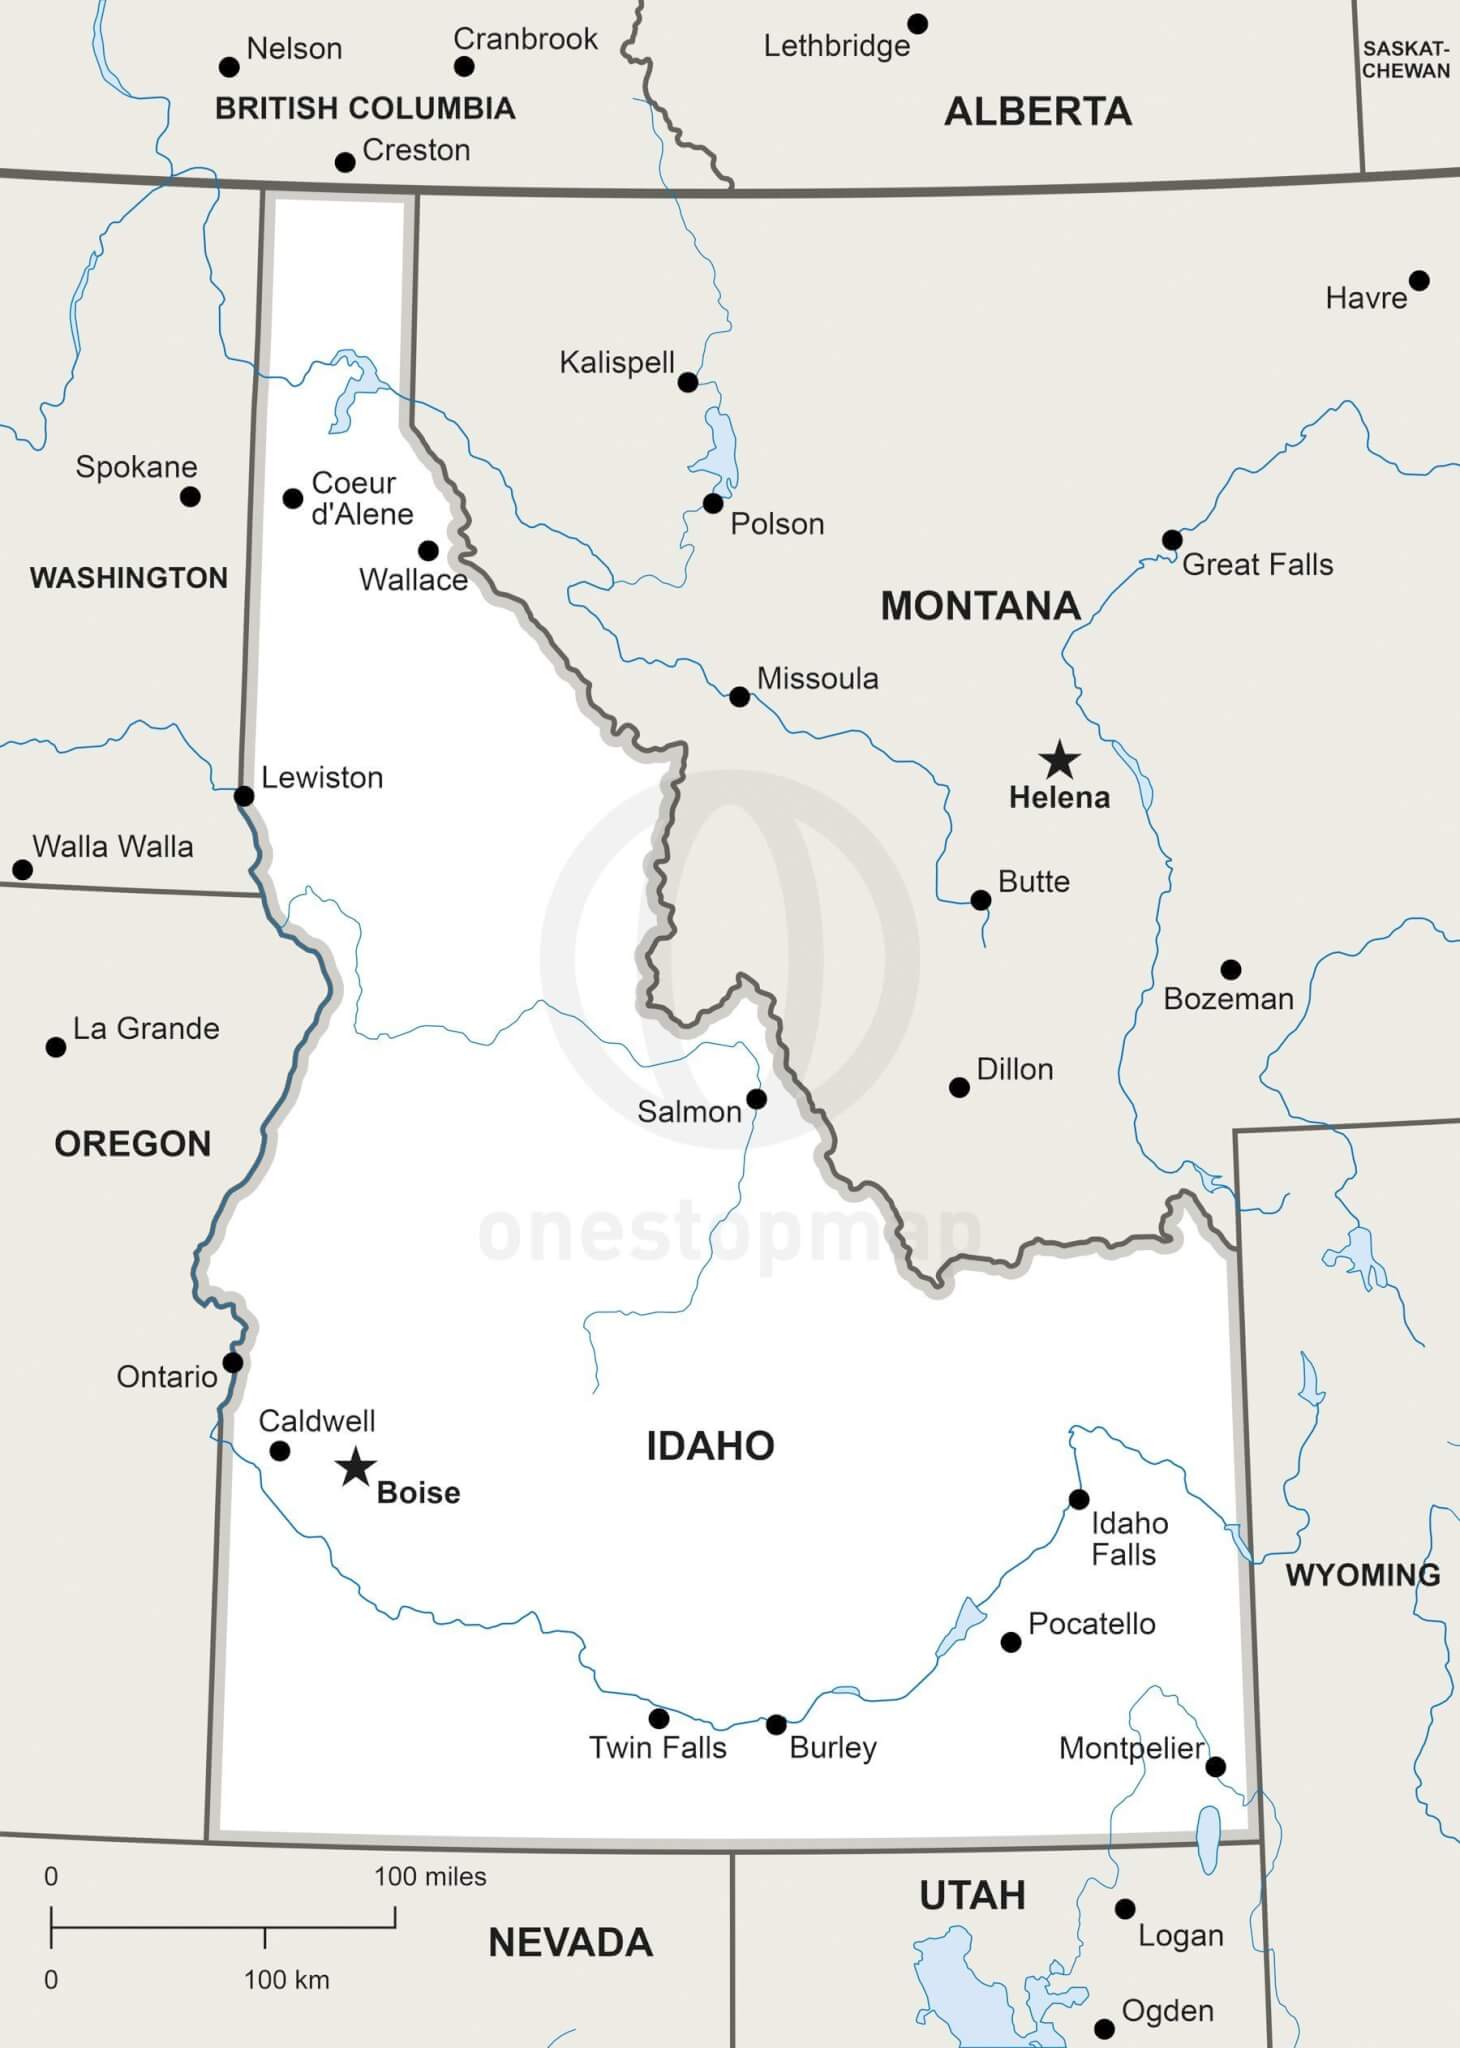 Nelson
Cranbrook
Lethbridge
SASKAT-
CHEWAN
BRITISH COLUMBIA
ALBERTA
Creston
Havre
Kalispell
Spokane
Coeur
d'Alene
Polson
Great Falls
WASHINGTON
Wallace
MONTANA
Missoula
Lewiston
Helena
Walla Walla
Butte
Bozeman
La Grande
Dillon
Salmon
OREGON
onestopmap
Ontario
Caldwell
IDAHO
Boise
Idaho
Falls
WYOMING
Pocatello
Twin Falls
Burley
Montpelier
0
100 miles
UTAH
NEVADA
Logan
0
100 km
Ogden